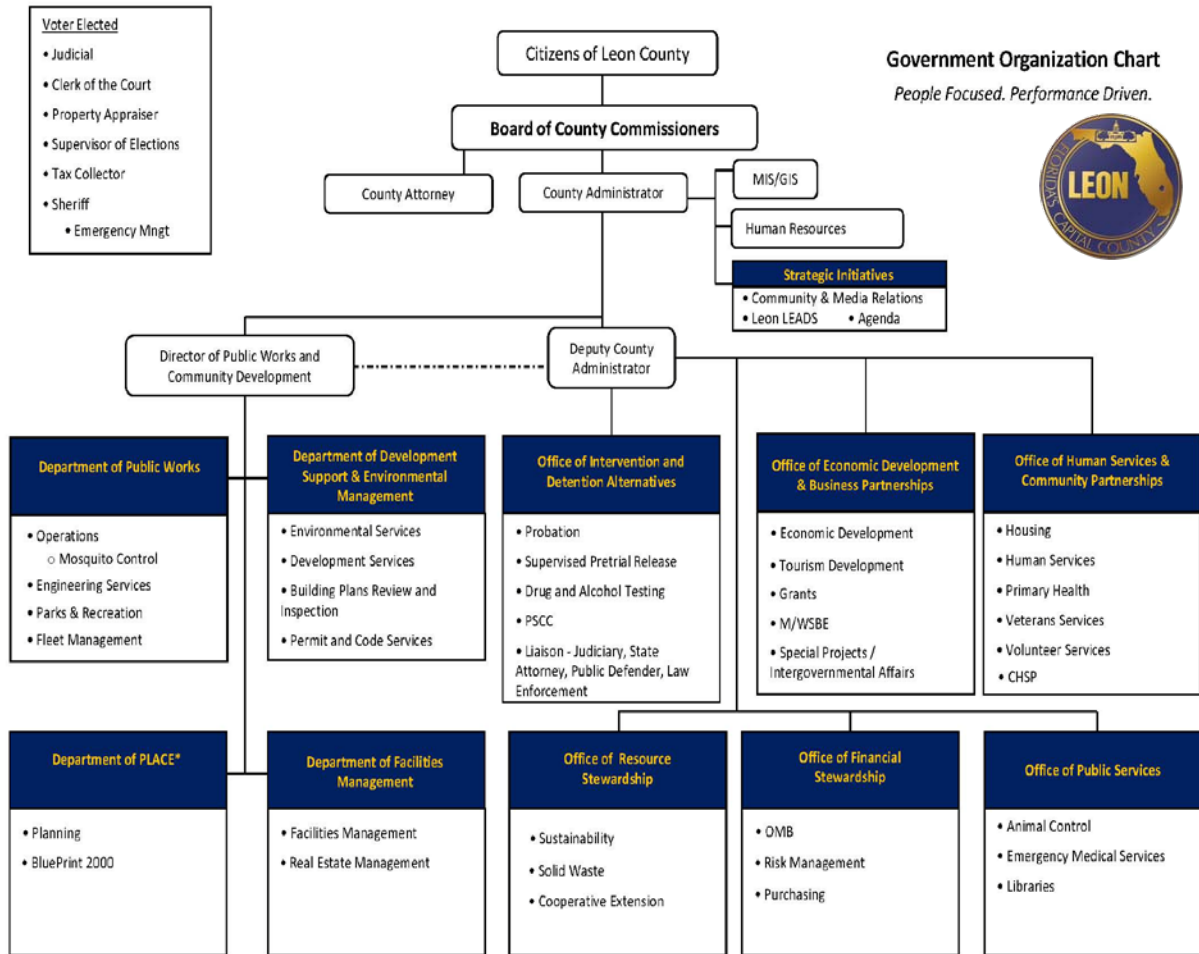 Voter Elected
• Judicial
• Clerk of the Court
• Property Appraiser
• Supervisor of Elections
• Tax Collector
• Sheriff
• Emergency Mngt
Citizens of Leon County
Board of County Commissioners
County Attorney
County Administrator
MIS/GIS
Human Resources
Strategic Initiatives
• Community & Media Relations
• Leon LEADS • Agenda
Government Organization Chart
People Focused. Performance Driven.
LEON
FLORIDA'S CAPITAL COUNTY
Director of Public Works and
Community Development
Deputy County
Administrator
Department of Public Works
• Operations
○ Mosquito Control
• Engineering Services
• Parks & Recreation
• Fleet Management
Department of Development
Support & Environmental
Management
• Environmental Services
• Development Services
• Building Plans Review and
Inspection
• Permit and Code Services
Office of Intervention and
Detention Alternatives
• Probation
• Supervised Pretrial Release
• Drug and Alcohol Testing
• PSCC
• Liaison - Judiciary, State
Attorney, Public Defender, Law
Enforcement
Office of Economic Development
& Business Partnerships
• Economic Development
• Tourism Development
• Grants
• M/WSBE
• Special Projects /
Intergovernmental Affairs
Office of Human Services &
Community Partnerships
• Housing
• Human Services
• Primary Health
• Veterans Services
• Volunteer Services
• CHSP
Department of PLACE*
• Planning
• BluePrint 2000
Department of Facilities
Management
• Facilities Management
• Real Estate Management
Office of Resource
Stewardship
• Sustainability
• Solid Waste
• Cooperative Extension
Office of Financial
Stewardship
• OMB
• Risk Management
• Purchasing
Office of Public Services
• Animal Control
• Emergency Medical Services
• Libraries